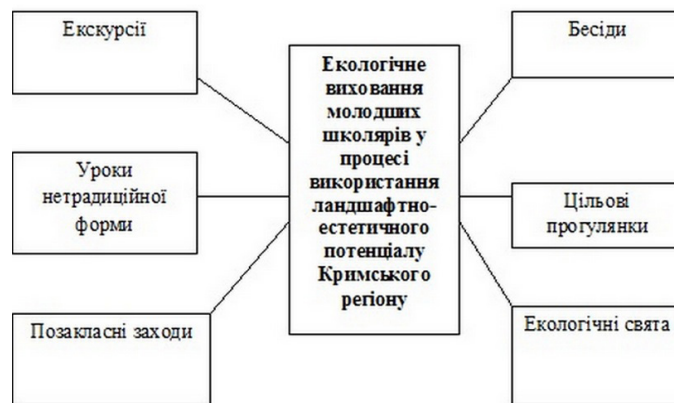 Екскурсії
Уроки
нетрадиційної
форми
Позакласні заходи
Екологічне
виховання
молодших
школярів у
процесі
використання
ландшафтно-
естетичного
потенціалу
Кримського
регіону
Бесіди
Цільові
прогулянки
Екологічні свята